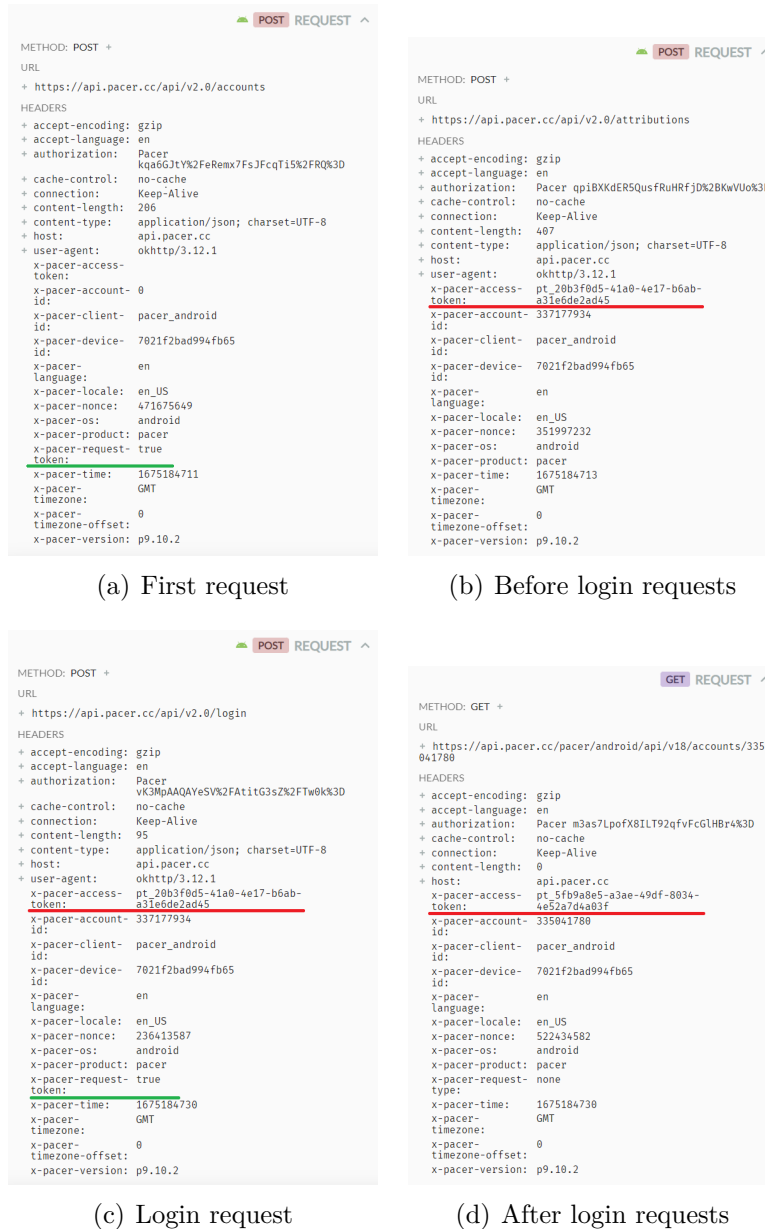 POST REQUEST
METHOD: POST +
URL
+ https://api.pacer.cc/api/v2.0/accounts
HEADERS
+ accept-encoding: gzip
+ accept-language: en
+ authorization: Pacer
kqa6GJtY%2FeRemx7FsJFcqTi5%2FRQ%3D
+ cache-control: no-cache
+ connection: Keep-Alive
+ content-length: 206
+ content-type: application/json; charset=UTF-8
+ host: api.pacer.cc
+ user-agent: okhttp/3.12.1
x-pacer-access-
token:
x-pacer-account- 0
id:
x-pacer-client- pacer_android
id:
x-pacer-device- 7021f2bad994fb65
id:
x-pacer- en
language:
x-pacer-locale: en_US
x-pacer-nonce: 471675649
x-pacer-os: android
x-pacer-product: pacer
x-pacer-request- true
token:
x-pacer-time: 1675184711
x-pacer- GMT
timezone:
x-pacer- 0
timezone-offset:
x-pacer-version: p9.10.2
(a) First request
POST REQUEST
METHOD: POST +
URL
+ https://api.pacer.cc/api/v2.0/attributions
HEADERS
+ accept-encoding: gzip
+ accept-language: en
+ authorization: Pacer qpiBXKdER5QusfRuHRfjD%2BKwVUo%3
+ cache-control: no-cache
+ connection: Keep-Alive
+ content-length: 407
+ content-type: application/json; charset=UTF-8
+ host: api.pacer.cc
+ user-agent: okhttp/3.12.1
x-pacer-access- pt_20b3f0d5-41a0-4e17-b6ab-
token: a31e6de2ad45
x-pacer-account- 337177934
id:
x-pacer-client- pacer_android
id:
x-pacer-device- 7021f2bad994fb65
id:
x-pacer- en
language:
x-pacer-locale: en_US
x-pacer-nonce: 351997232
x-pacer-os: android
x-pacer-product: pacer
x-pacer-time: 1675184713
x-pacer- GMT
timezone:
x-pacer- 0
timezone-offset:
x-pacer-version: p9.10.2
(b) Before login requests
POST REQUEST
METHOD: POST +
URL
+ https://api.pacer.cc/api/v2.0/login
HEADERS
+ accept-encoding: gzip
+ accept-language: en
+ authorization: Pacer
vK3MpAAQAYeSV%2FAtitG3sZ%2FTw0k%3D
+ cache-control: no-cache
+ connection: Keep-Alive
+ content-length: 95
+ content-type: application/json; charset=UTF-8
+ host: api.pacer.cc
+ user-agent: okhttp/3.12.1
x-pacer-access- pt_20b3f0d5-41a0-4e17-b6ab-
token: a31e6de2ad45
x-pacer-account- 337177934
id:
x-pacer-client- pacer_android
id:
x-pacer-device- 7021f2bad994fb65
id:
x-pacer- en
language:
x-pacer-locale: en_US
x-pacer-nonce: 236413587
x-pacer-os: android
x-pacer-product: pacer
x-pacer-request- true
token:
x-pacer-time: 1675184730
x-pacer- GMT
timezone:
x-pacer- 0
timezone-offset:
x-pacer-version: p9.10.2
(c) Login request
GET REQUEST
METHOD: GET +
URL
+ https://api.pacer.cc/pacer/android/api/v18/accounts/335
041780
HEADERS
+ accept-encoding: gzip
+ accept-language: en
+ authorization: Pacer m3as7LpofX8ILT92qfvFcGlHBr4%3D
+ cache-control: no-cache
+ connection: Keep-Alive
+ content-length: 0
+ host: api.pacer.cc
x-pacer-access- pt_5fb9a8e5-a3ae-49df-8034-
token: 4e52a7d4a03f
x-pacer-account- 335041780
id:
x-pacer-client- pacer_android
id:
x-pacer-device- 7021f2bad994fb65
id:
x-pacer- en
language:
x-pacer-locale: en_US
x-pacer-nonce: 522434582
x-pacer-os: android
x-pacer-product: pacer
x-pacer-request- none
type:
x-pacer-time: 1675184730
x-pacer- GMT
timezone:
x-pacer- 0
timezone-offset:
x-pacer-version: p9.10.2
(d) After login requests